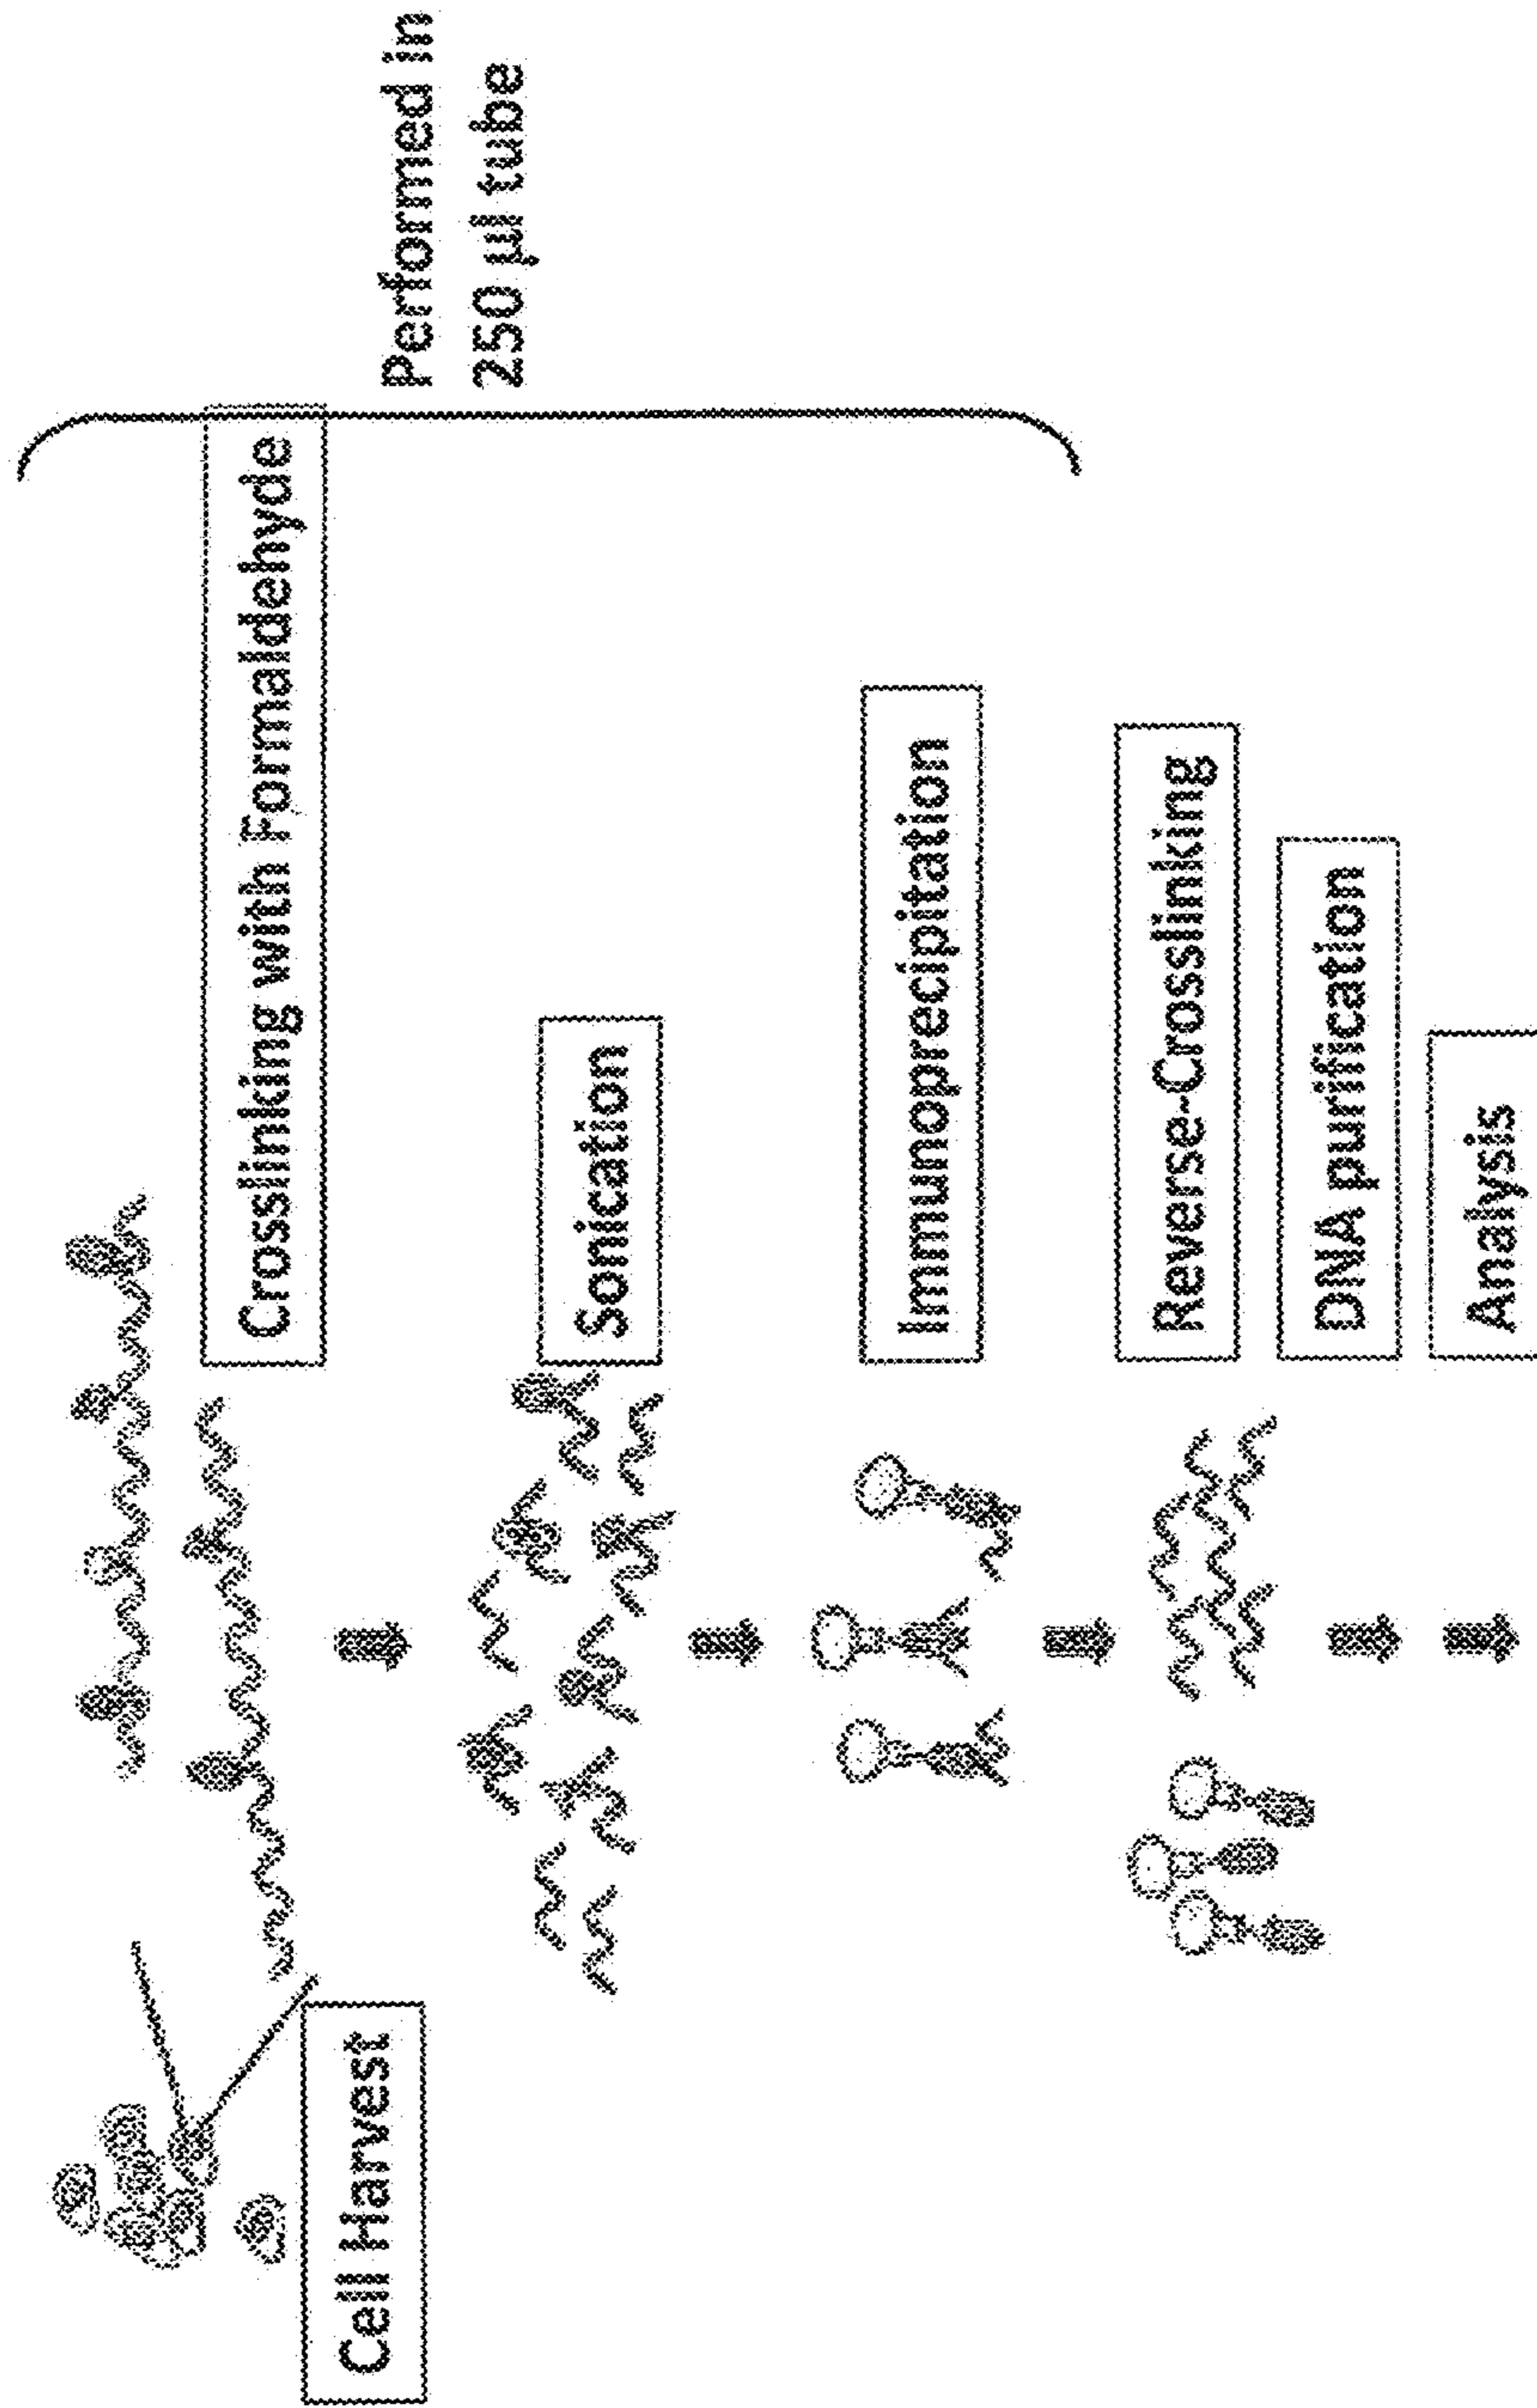 Cell Harvest
Crosslinking with Formaldehyde
Performed in
250 µl tube
Sonication
Immunoprecipitation
Reverse-Crosslinking
DNA purification
Analysis